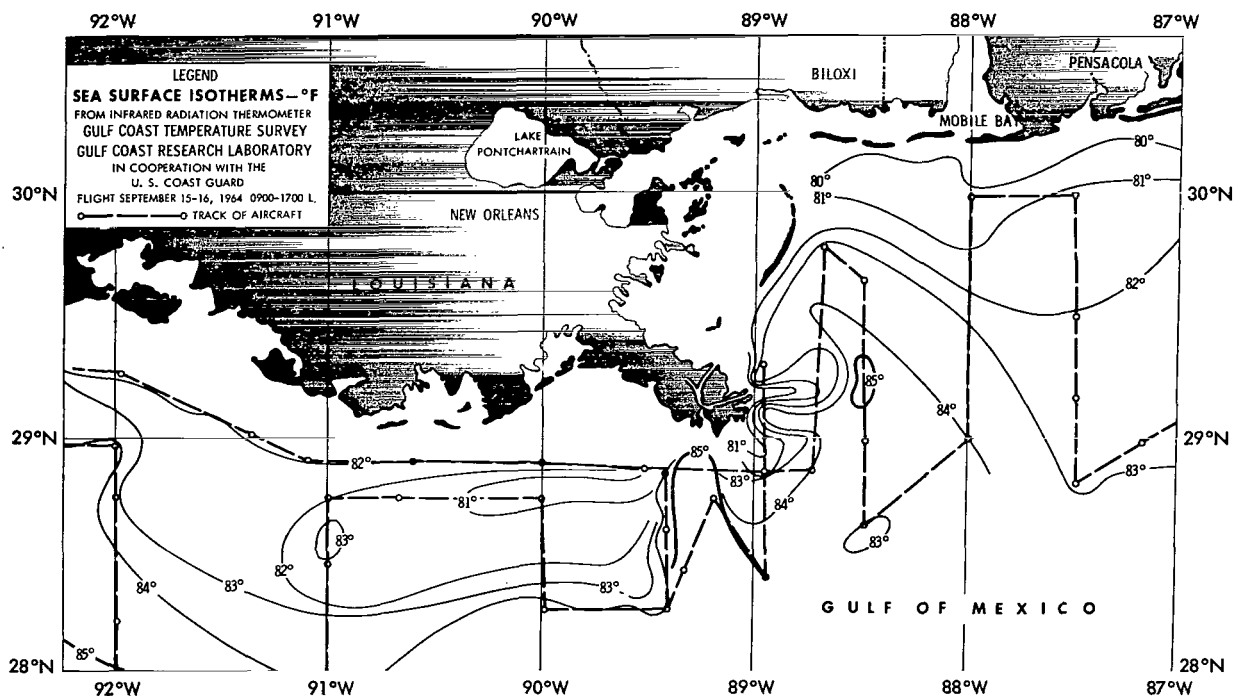 92°W 91°W 90°W 89°W 88°W 87°W
LEGEND
SEA SURFACE ISOTHERMS—°F
FROM INFRARED RADIATION THERMOMETER
GULF COAST TEMPERATURE SURVEY
GULF COAST RESEARCH LABORATORY
IN COOPERATION WITH THE
U. S. COAST GUARD
FLIGHT SEPTEMBER 15-16, 1964 0900-1700 L.
TRACK OF AIRCRAFT
BILOXI
PENSACOLA
MOBILE BAY
LAKE
PONTCHARTRAIN
80°
80°
81°
30°N
30°N
81°
NEW ORLEANS
LOUISIANA
82°
85°
84°
29°N
29°N
81°
82°
85°
83°
83°
81°
84°
83°
83°
82°
84°
83°
83°
GULF OF MEXICO
85°
28°N
28°N
92°W 91°W 90°W 89°W 88°W 87°W